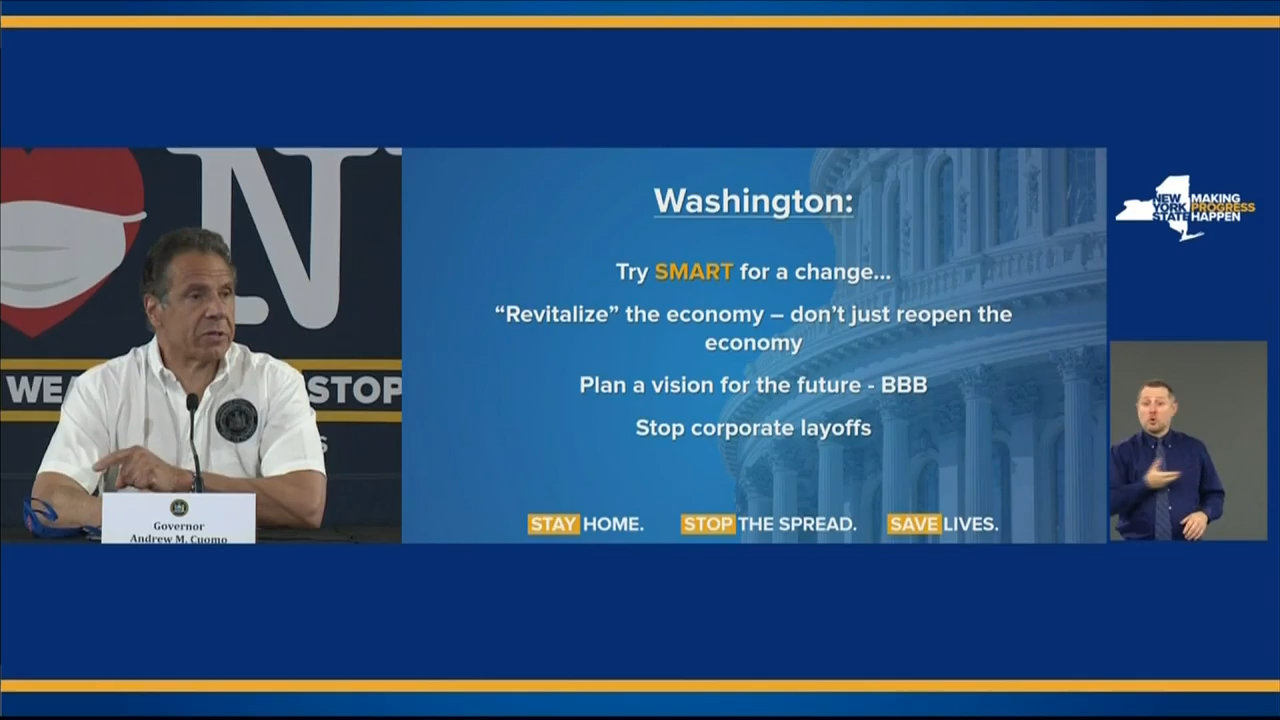 N
WEA
STOP
S
Governor
Andrew M. Cuomo
Washington:
Try SMART for a change...
“Revitalize” the economy – don’t just reopen the
economy
Plan a vision for the future - BBB
Stop corporate layoffs
STAY HOME. STOP THE SPREAD. SAVE LIVES.
NEW
YORK
STATE
MAKING
PROGRESS
HAPPEN